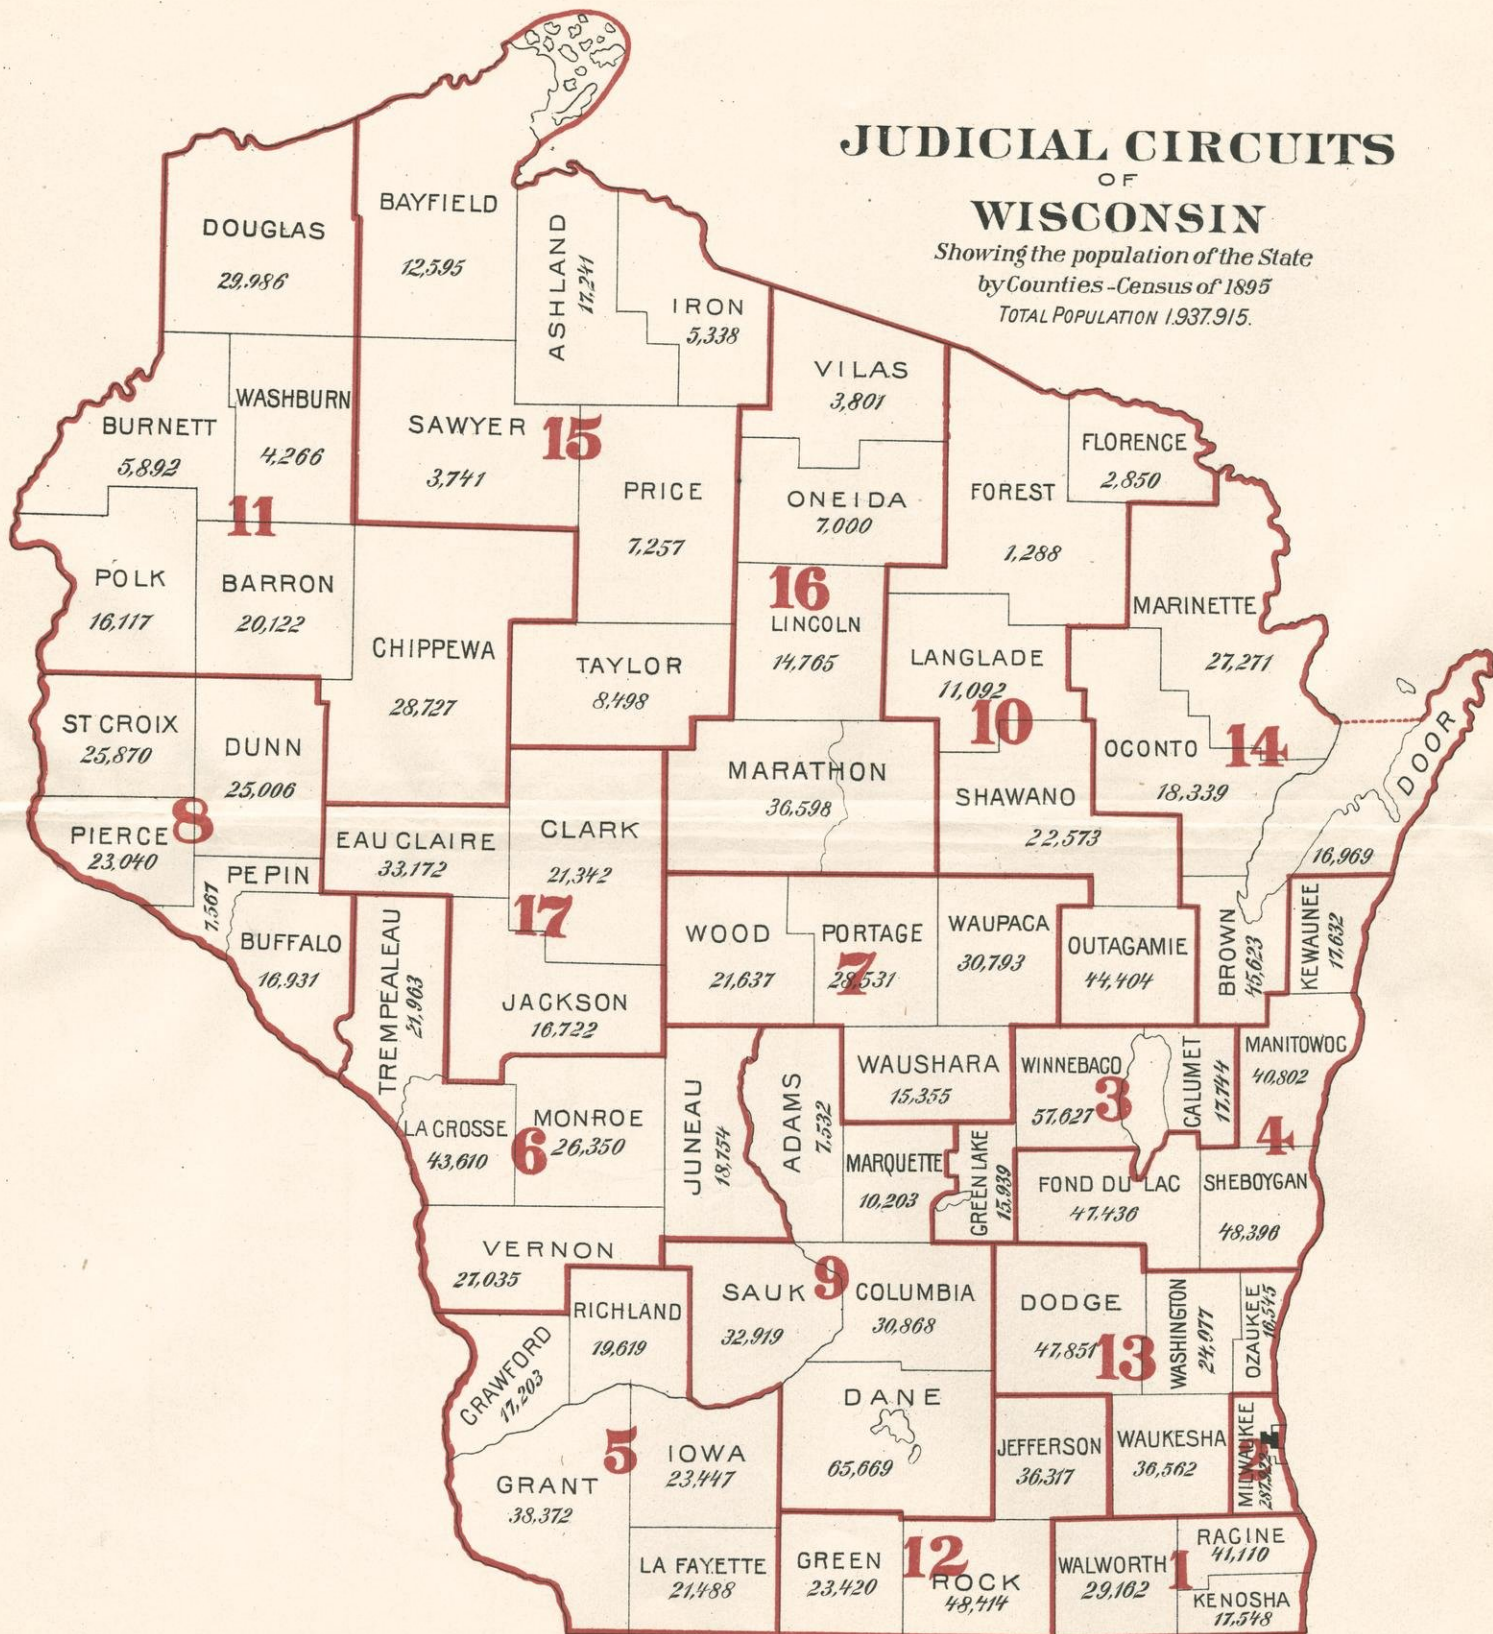 JUDICIAL CIRCUITS
OF
WISCONSIN
Showing the population of the State
by Counties - Census of 1895
TOTAL POPULATION 1.937.915.
DOUGLAS
29,986
BAYFIELD
12,595
ASHLAND
17,241
IRON
5,338
VILAS
3,801
BURNETT
5,892
WASHBURN
4,266
SAWYER
3,741
15
PRICE
7,257
ONEIDA
7,000
FOREST
1,288
FLORENCE
2,850
11
POLK
16,117
BARRON
20,122
CHIPPEWA
28,727
TAYLOR
8,498
16
LINCOLN
14,765
LANGLADE
11,092
10
MARINETTE
27,271
ST CROIX
25,870
DUNN
25,006
MARATHON
36,598
SHAWANO
22,573
OCONTO
18,339
14
DOOR
16,969
PIERCE
23,040
8
PEPIN
7,567
EAU CLAIRE
33,172
CLARK
21,342
17
BUFFALO
16,931
TREMPEALEAU
21,963
JACKSON
16,722
WOOD
21,637
PORTAGE
28,531
7
WAUPACA
30,793
OUTAGAMIE
44,404
BROWN
45,623
KEWAUNEE
17,632
WAUSHARA
15,355
WINNEBAGO
57,627
3
CALUMET
17,744
MANITOWOC
40,802
4
LA CROSSE
43,610
6
MONROE
26,350
JUNEAU
18,754
ADAMS
7,532
MARQUETTE
10,203
GREEN LAKE
15,939
FOND DU LAC
47,436
SHEBOYGAN
48,396
VERNON
27,035
RICHLAND
19,619
SAUK
32,919
9
COLUMBIA
30,868
DODGE
47,851
13
WASHINGTON
24,977
OZAUKEE
16,545
CRAWFORD
17,203
GRANT
38,372
5
IOWA
23,447
DANE
65,669
JEFFERSON
36,317
WAUKESHA
36,562
MILWAUKEE
2
LA FAYETTE
21,488
GREEN
23,420
12
ROCK
48,414
WALWORTH
29,162
1
RACINE
41,110
KENOSHA
17,548